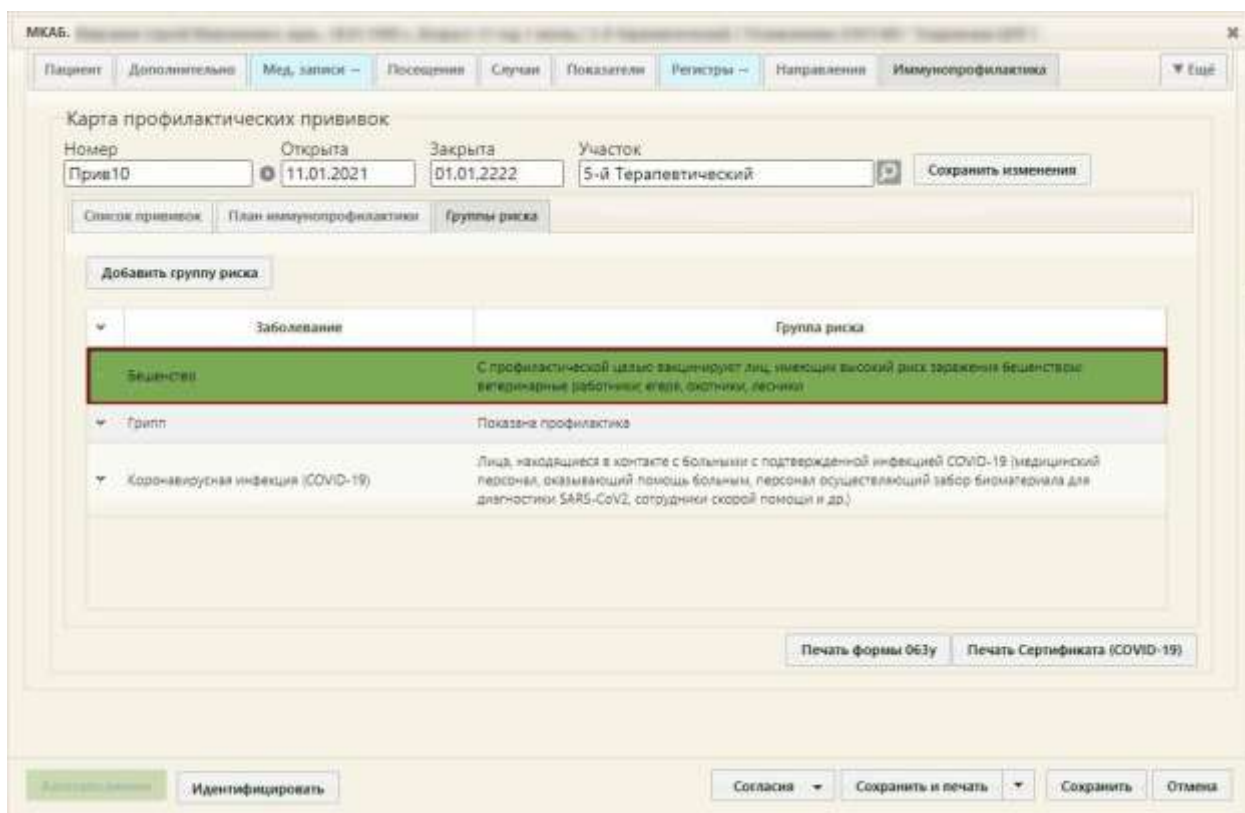 МКАБ.
Пациент Дополнительно Мед. записи – Посещения Случаи Показатели Регистры – Направления Иммунопрофилактика Ещё
Карта профилактических прививок
Номер Открыта Закрыта Участок
Прив10 11.01.2021 01.01.2222 5-й Терапевтический Сохранить изменения
Список прививок План иммунопрофилактики Группы риска
Добавить группу риска
Заболевание Группа риска
Бешенство С профилактической целью вакцинируют лиц, имеющих высокий риск заражения бешенством:
ветеринарные работники; егеря, охотники, лесники
Грипп Показана профилактика
Лица, находящиеся в контакте с больными с подтвержденной инфекцией COVID-19 (медицинский
Коронавирусная инфекция (COVID-19) персонал, оказывающий помощь больным, персонал осуществляющий забор биоматериала для
диагностики SARS-CoV2, сотрудники скорой помощи и др.)
Печать формы 063у Печать Сертификата (COVID-19)
Идентифицировать Согласия Сохранить и печать Сохранить Отмена